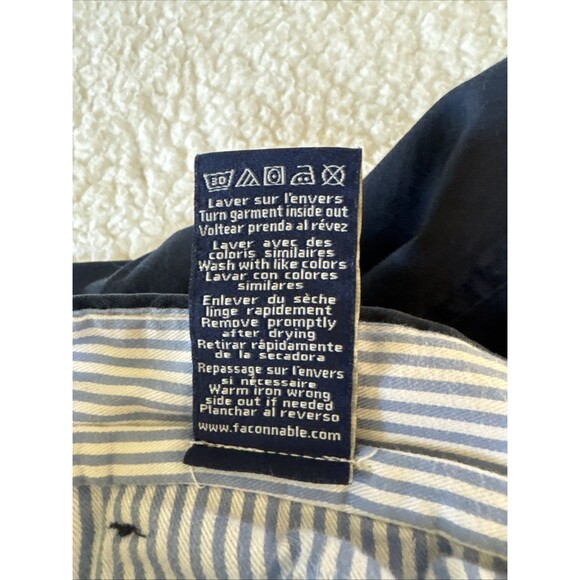 30
Laver sur l'envers
Turn garment inside out
Voltear prenda al révez
Laver avec des
coloris similaires
Wash with like colors
Lavar con colores
similares
Enlever du sèche
linge rapidement
Remove promptly
after drying
Retirar ràpidamente
de la secadora
Repassage sur l'envers
si nécessaire
Warm iron wrong
side out if needed
Planchar al reverso
www.faconnable.com